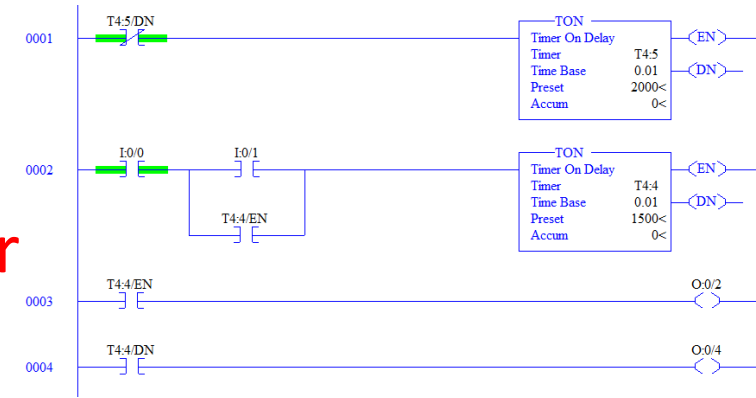 T4:5/DN
0001
TON
Timer On Delay
Timer T4:5
Time Base 0.01
Preset 2000<
Accum 0<
EN
DN
I:0/0
I:0/1
0002
T4:4/EN
TON
Timer On Delay
Timer T4:4
Time Base 0.01
Preset 1500<
Accum 0<
EN
DN
r
T4:4/EN
O:0/2
0003
T4:4/DN
O:0/4
0004